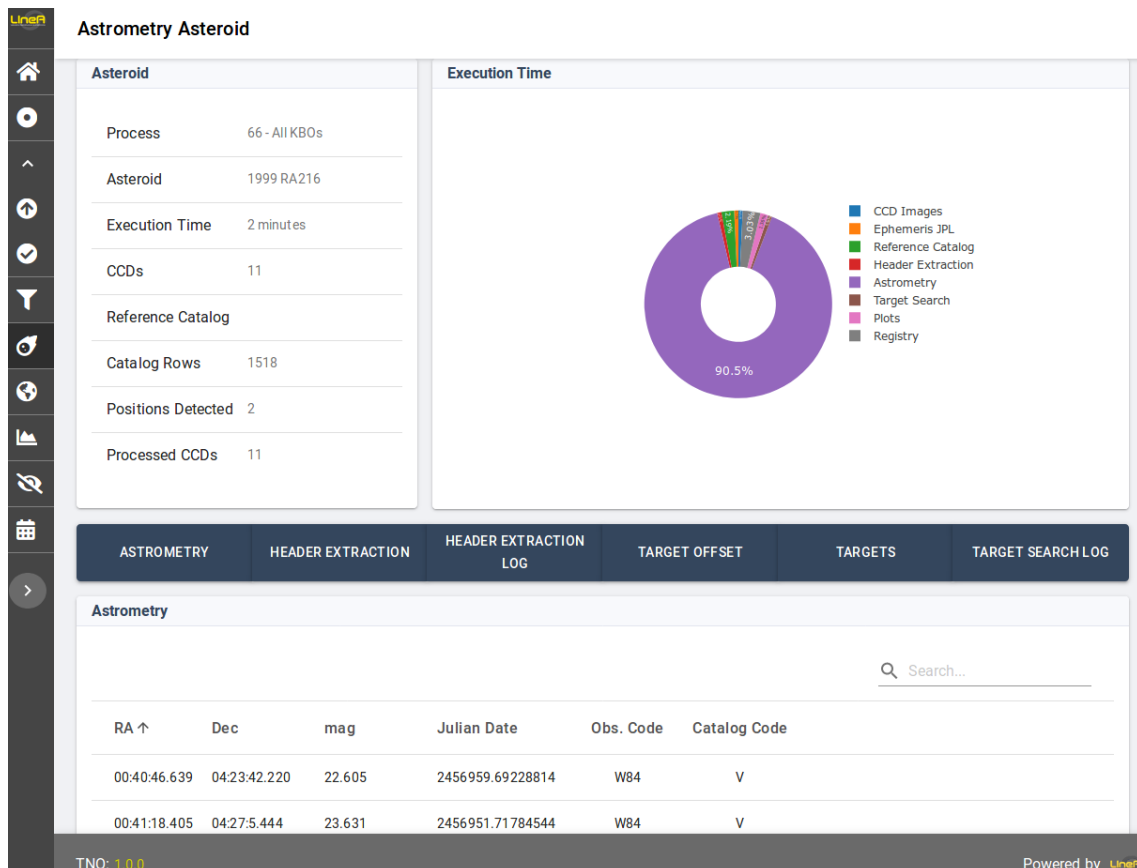 LIneA
Astrometry Asteroid
Asteroid
Execution Time
Process 66 - All KBOs
Asteroid 1999 RA216
Execution Time 2 minutes
CCDs 11
Reference Catalog
Catalog Rows 1518
Positions Detected 2
Processed CCDs 11
3.03%
90.5%
CCD Images
Ephemeris JPL
Reference Catalog
Header Extraction
Astrometry
Target Search
Plots
Registry
ASTROMETRY
HEADER EXTRACTION
HEADER EXTRACTION
LOG
TARGET OFFSET
TARGETS
TARGET SEARCH LOG
Astrometry
Search...
RA Dec mag Julian Date Obs. Code Catalog Code
00:40:46.639 04:23:42.220 22.605 2456959.69228814 W84 V
00:41:18.405 04:27:5.444 23.631 2456951.71784544 W84 V
TNO: 1.0.0
Powered by LIneA